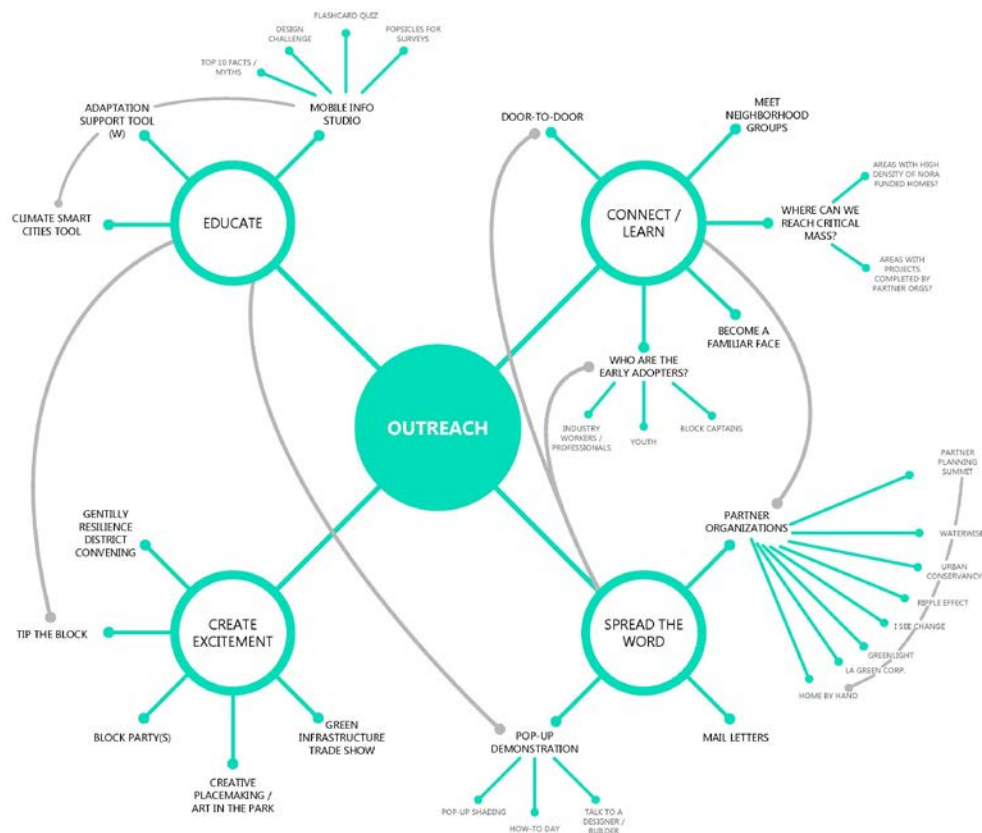 FLASHCARD QUIZ
DESIGN
CHALLENGE
POPSICLES FOR
SURVEYS
TOP 10 FACTS /
MYTHS
ADAPTATION
SUPPORT TOOL
(W)
MOBILE INFO
STUDIO
CLIMATE SMART
CITIES TOOL
EDUCATE
DOOR-TO-DOOR
MEET
NEIGHBORHOOD
GROUPS
CONNECT /
LEARN
AREAS WITH HIGH
DENSITY OF NORA
FUNDED HOMES?
WHERE CAN WE
REACH CRITICAL
MASS?
AREAS WITH
PROJECTS
COMPLETED BY
PARTNER ORGS?
BECOME A
FAMILIAR FACE
WHO ARE THE
EARLY ADOPTERS?
INDUSTRY
WORKERS /
PROFESSIONALS
YOUTH
BLOCK CAPTAINS
OUTREACH
GENTILLY
RESILIENCE
DISTRICT
CONVENING
TIP THE BLOCK
CREATE
EXCITEMENT
BLOCK PARTY(S)
CREATIVE
PLACEMAKING /
ART IN THE PARK
GREEN
INFRASTRUCTURE
TRADE SHOW
SPREAD THE
WORD
PARTNER
ORGANIZATIONS
PARTNER
PLANNING
SUMMIT
WATERWISE
URBAN
CONSERVANCY
RIPPLE EFFECT
I SEE CHANGE
GREENLIGHT
LA GREEN CORP.
HOME BY HAND
MAIL LETTERS
POP-UP
DEMONSTRATION
POP-UP SHADING
HOW-TO DAY
TALK TO A
DESIGNER /
BUILDER